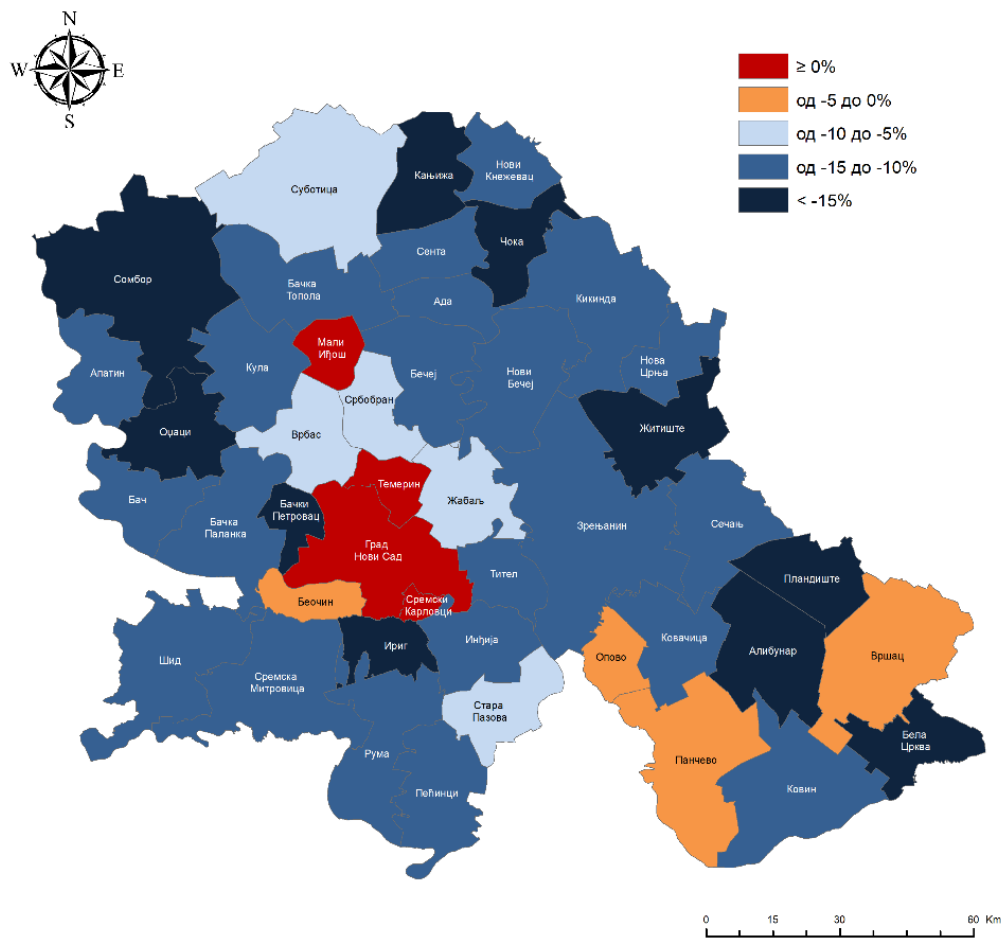 N
W E
S
≥ 0%
од -5 до 0%
од -10 до -5%
од -15 до -10%
< -15%
Суботица
Кањижа
Нови
Кнежевац
Сомбор
Чока
Сента
Бачка
Топола
Ада
Кикинда
Мали
Иђош
Апатин
Кула
Бечеј
Нови
Бечеј
Нова
Црња
Србобран
Врбас
Оџаци
Житиште
Темерин
Жабаљ
Бач
Бачки
Петровац
Бачка
Паланка
Зрењанин
Сечањ
Град
Нови Сад
Тител
Пландиште
Беочин
Сремски
Карловци
Шид
Ириг
Инђија
Опово
Ковачица
Алибунар
Вршац
Сремска
Митровица
Стара
Пазова
Бела
Црква
Рума
Панчево
Пећинци
Ковин
0 15 30 60 Km